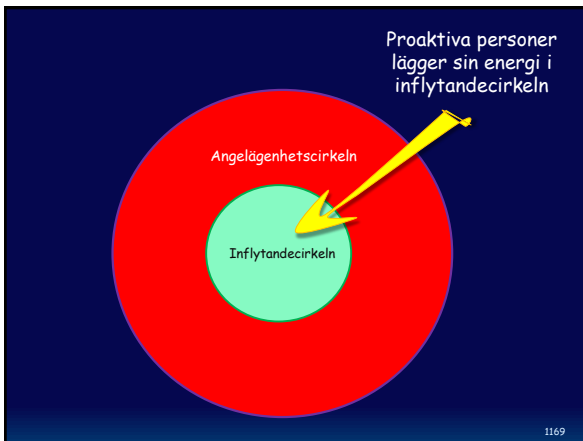 Proaktiva personer
lägger sin energi i
inflytandecirkeln
Angelägenhetscirkeln
Inflytandecirkeln
1169